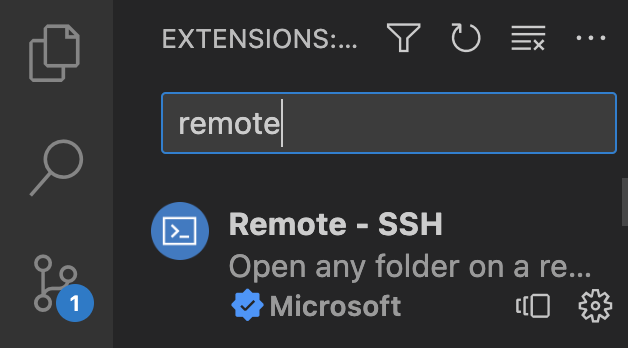 EXTENSIONS:...
remote
Remote - SSH
Open any folder on a re...
Microsoft
1